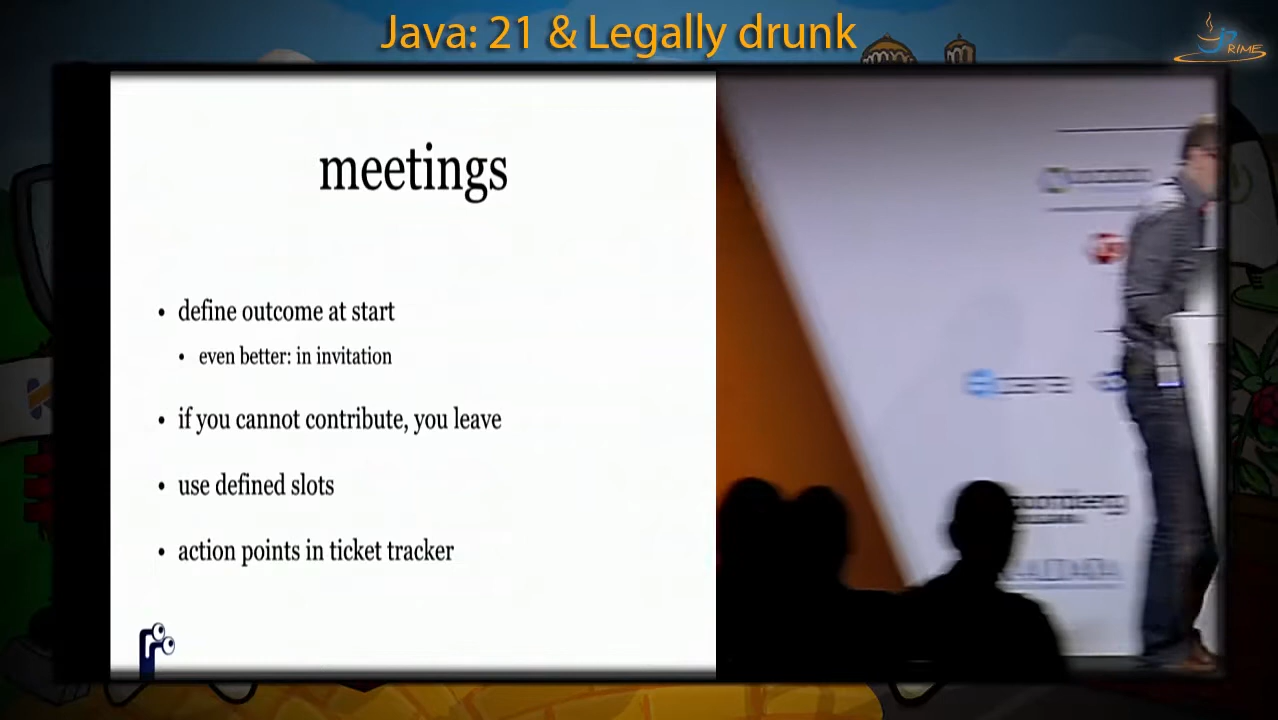 Java: 21 & Legally drunk
meetings
• define outcome at start
• even better: in invitation
• if you cannot contribute, you leave
• use defined slots
• action points in ticket tracker